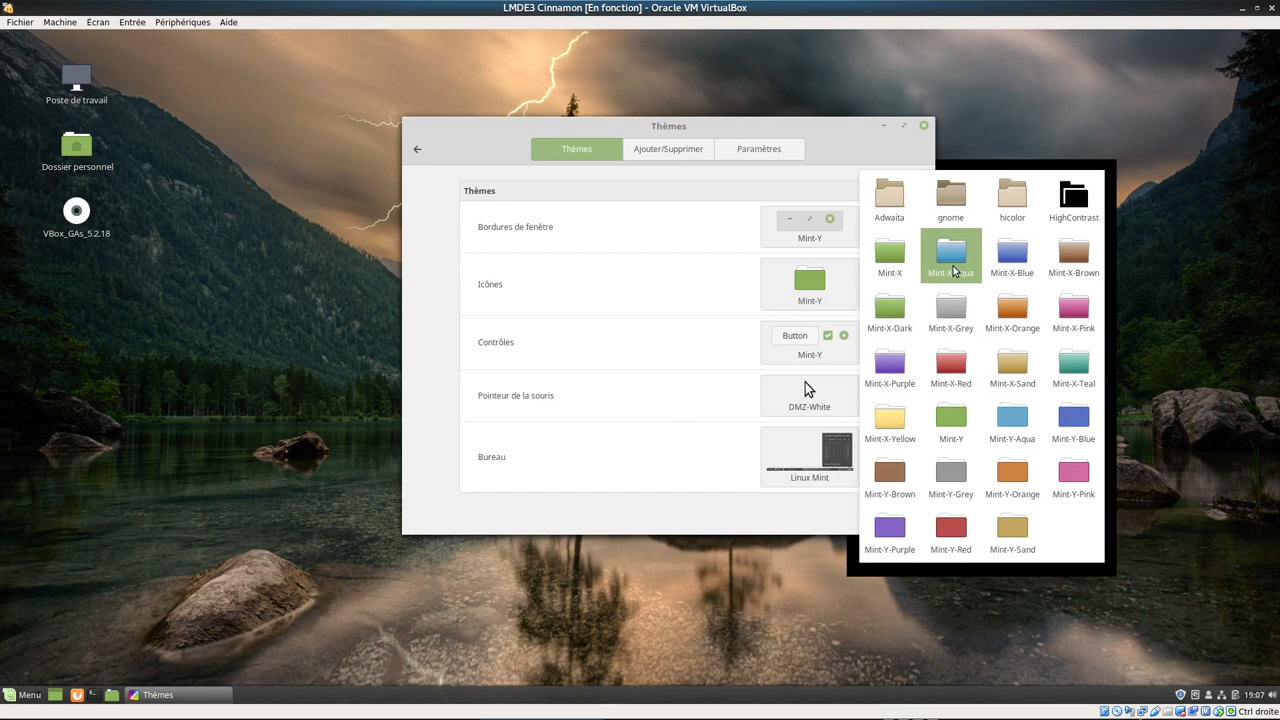 LMDE3 Cinnamon [En fonction] - Oracle VM VirtualBox
Fichier Machine Écran Entrée Périphériques Aide
Poste de travail
Dossier personnel
VBox_GAs_5.2.18
Thèmes
Thèmes Ajouter/Supprimer Paramètres
Thèmes
Bordures de fenêtre
Mint-Y
Icônes
Mint-Y
Contrôles
Button
Mint-Y
Pointeur de la souris
DMZ-White
Bureau
Linux Mint
Adwaita gnome hicolor HighContrast
Mint-X Mint-X-Aqua Mint-X-Blue Mint-X-Brown
Mint-X-Dark Mint-X-Grey Mint-X-Orange Mint-X-Pink
Mint-X-Purple Mint-X-Red Mint-X-Sand Mint-X-Teal
Mint-X-Yellow Mint-Y Mint-Y-Aqua Mint-Y-Blue
Mint-Y-Brown Mint-Y-Grey Mint-Y-Orange Mint-Y-Pink
Mint-Y-Purple Mint-Y-Red Mint-Y-Sand
Menu Thèmes 19:07
Ctrl droite